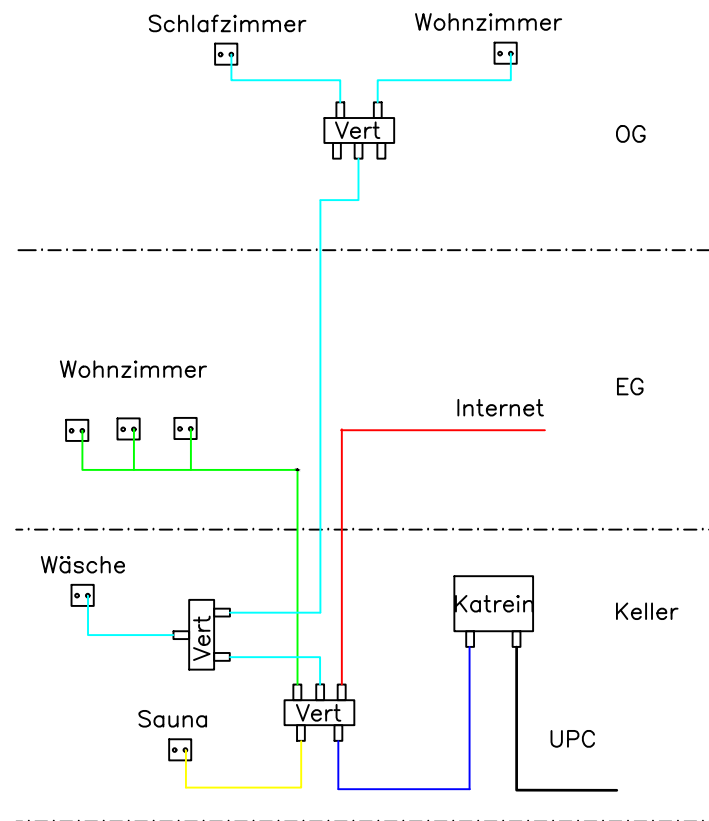 Schlafzimmer
Wohnzimmer
Vert
OG
Wohnzimmer
EG
Internet
Wäsche
Katrein
Keller
Vert
Vert
Sauna
UPC